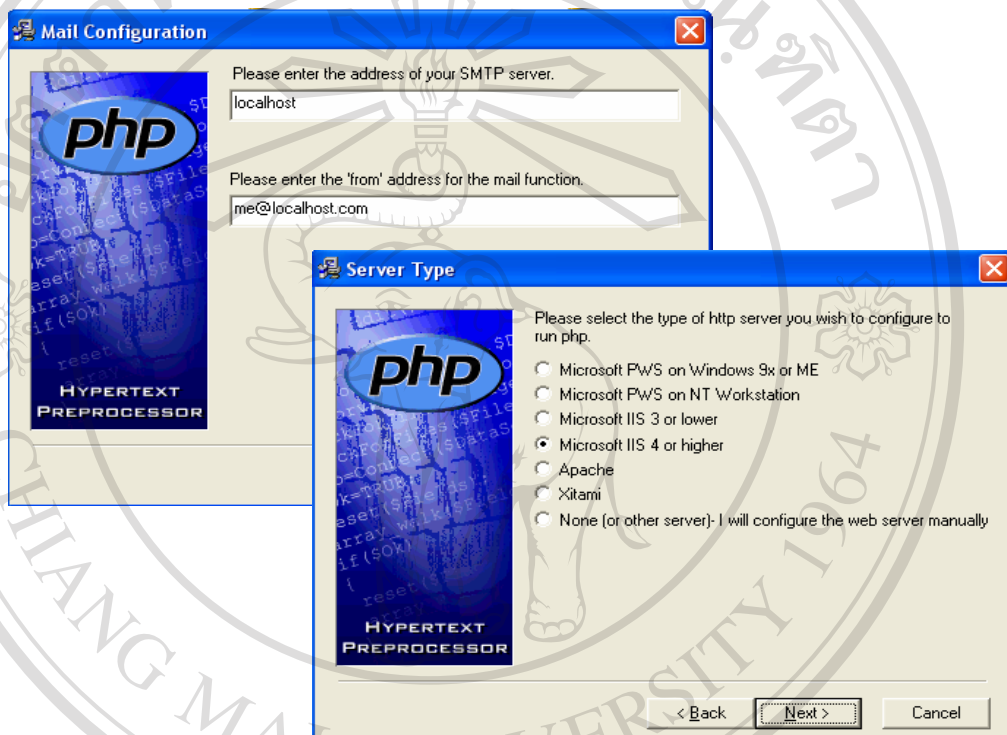 Mail Configuration
Please enter the address of your SMTP server.
localhost
php
Please enter the 'from' address for the mail function.
me@localhost.com
HYPERTEXT
PREPROCESSOR
Server Type
Please select the type of http server you wish to configure to
run php.
php
Microsoft PWS on Windows 9x or ME
Microsoft PWS on NT Workstation
Microsoft IIS 3 or lower
Microsoft IIS 4 or higher
Apache
Xitami
None (or other server)- I will configure the web server manually
HYPERTEXT
PREPROCESSOR
< Back
Next >
Cancel
1964